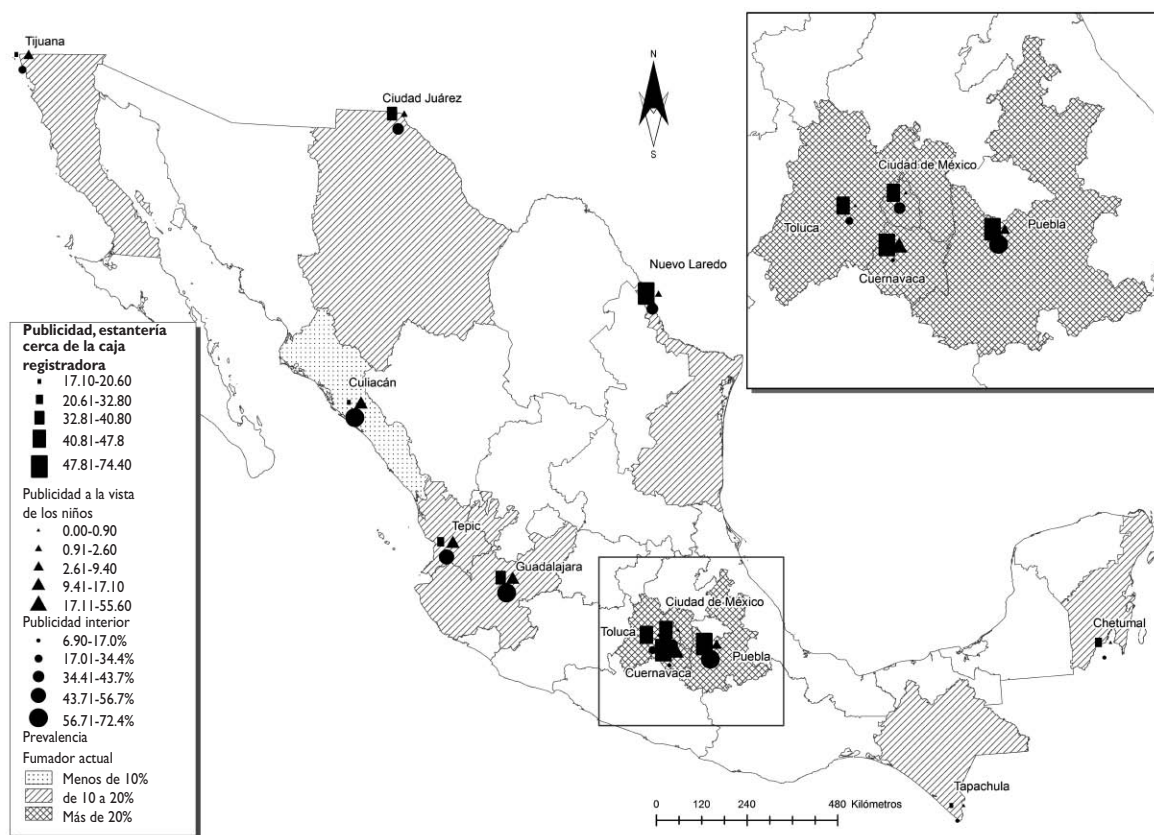 Tijuana
Ciudad Juárez
N
S
Nuevo Laredo
Culiacán
Tepic
Guadalajara
Ciudad de México
Toluca
Puebla
Cuernavaca
Chetumal
Tapachula
0 120 240 480 Kilómetros
Ciudad de México
Toluca
Puebla
Cuernavaca
Publicidad, estantería
cerca de la caja
registradora
17.10-20.60
20.61-32.80
32.81-40.80
40.81-47.8
47.81-74.40
Publicidad a la vista
de los niños
0.00-0.90
0.91-2.60
2.61-9.40
9.41-17.10
17.11-55.60
Publicidad interior
6.90-17.0%
17.01-34.4%
34.41-43.7%
43.71-56.7%
56.71-72.4%
Prevalencia
Fumador actual
Menos de 10%
de 10 a 20%
Más de 20%